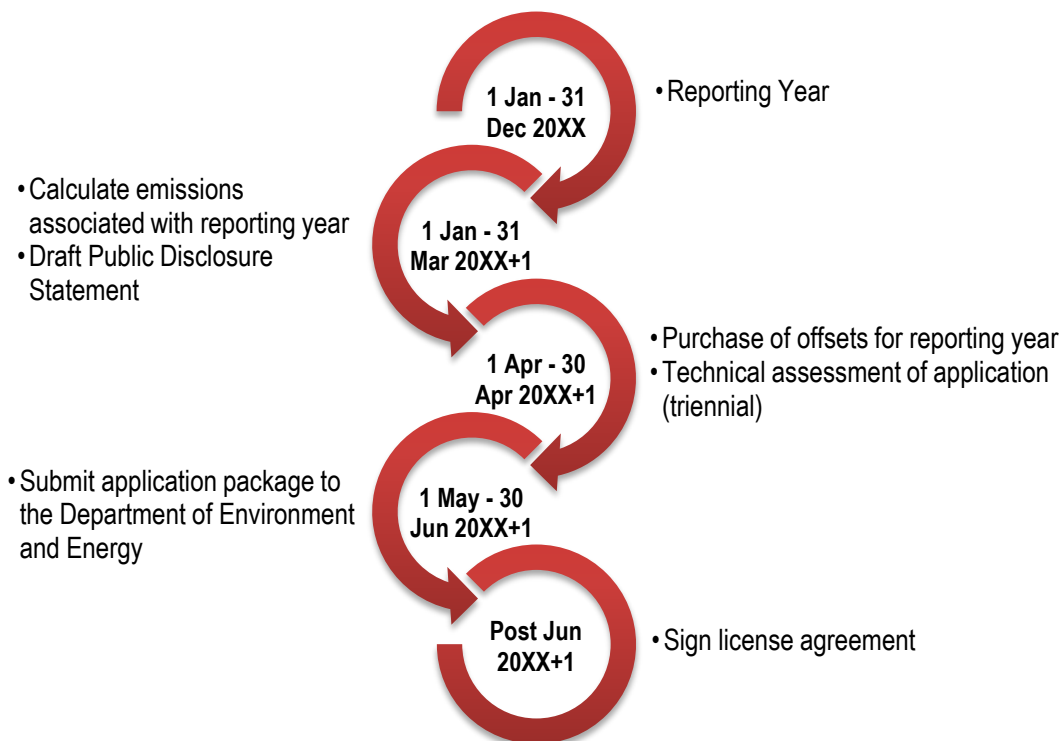 1 Jan - 31
Dec 20XX
• Reporting Year
• Calculate emissions
associated with reporting year
• Draft Public Disclosure
Statement
1 Jan - 31
Mar 20XX+1
1 Apr - 30
Apr 20XX+1
• Purchase of offsets for reporting year
• Technical assessment of application
(triennial)
• Submit application package to
the Department of Environment
and Energy
1 May - 30
Jun 20XX+1
Post Jun
20XX+1
• Sign license agreement